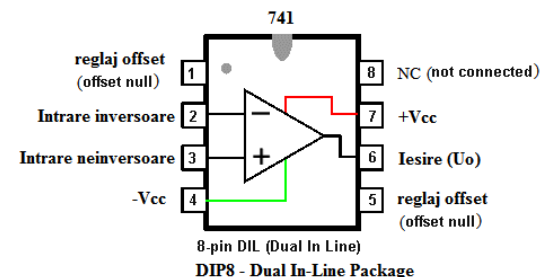 741
reglaj offset
(offset null)
1
8
NC (not connected)
Intrare inversoare
2
−
7
+Vcc
Intrare neinversoare
3
+
6
Iesire (Uo)
-Vcc
4
5
reglaj offset
(offset null)
8-pin DIL (Dual In Line)
DIP8 - Dual In-Line Package